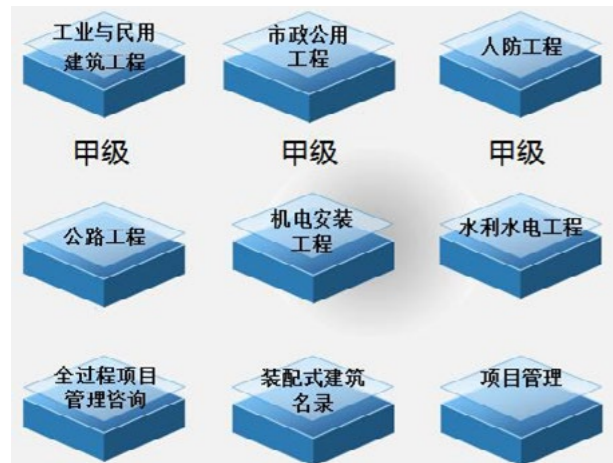 工业与民用
建筑工程
市政公用
工程
人防工程
甲级
甲级
甲级
公路工程
机电安装
工程
水利水电工程
全过程项目
管理咨询
装配式建筑
名录
项目管理